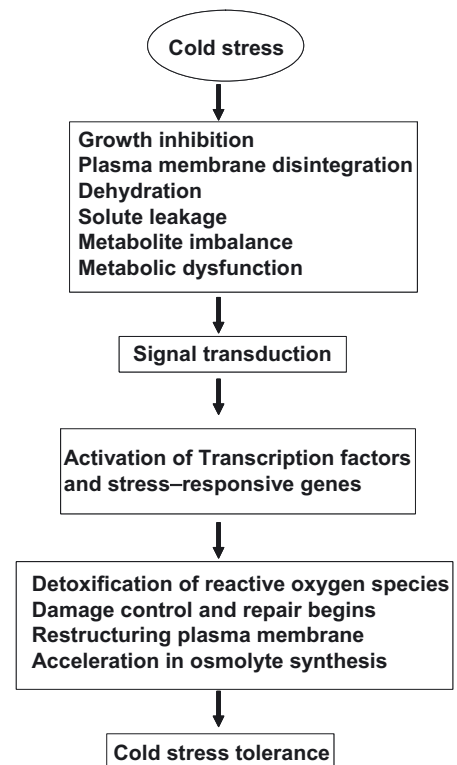 Cold stress
Growth inhibition
Plasma membrane disintegration
Dehydration
Solute leakage
Metabolite imbalance
Metabolic dysfunction
Signal transduction
Activation of Transcription factors
and stress–responsive genes
Detoxification of reactive oxygen species
Damage control and repair begins
Restructuring plasma membrane
Acceleration in osmolyte synthesis
Cold stress tolerance